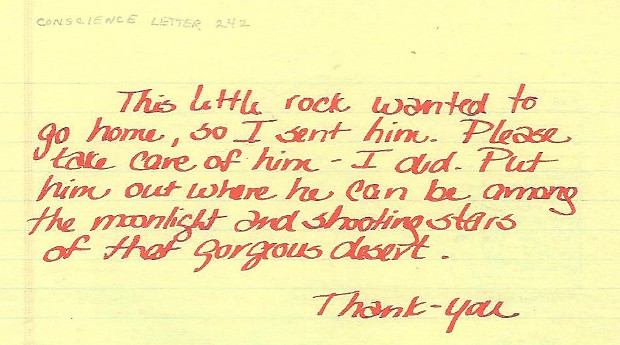 CONSCIENCE LETTER 242
This little rock wanted to
go home, so I sent him. Please
take care of him - I did. Put
him out where he can be among
the moonlight and shooting stars
of that gorgeous desert.
Thank-you